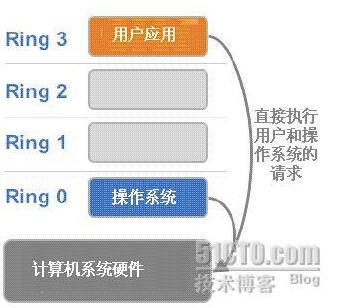 Ring 3
用户应用
Ring 2
Ring 1
直接执行
用户和操
作系统的
请求
Ring 0
操作系统
计算机系统硬件
51CTO.com
技术博客 Blog